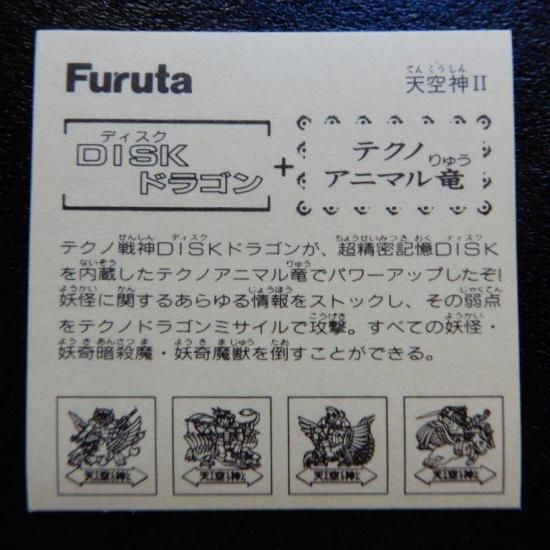 Furuta
てんくうしん
天空神II
ディスク
DISK
ドラゴン
+
テクノ
りゅう
アニマル竜
せんしん ディスク ちょうせいみつきおく ディスク
テクノ戦神DISKドラゴンが、超精密記憶DISK
ないぞう りゅう
を内蔵したテクノアニマル竜でパワーアップしたぞ!
ようかい かん じょうほう じゃくてん
妖怪に関するあらゆる情報をストックし、その弱点
こうげき ようかい
をテクノドラゴンミサイルで攻撃。すべての妖怪・
ようきあんさつま ようきまじゅう たお
妖奇暗殺魔・妖奇魔獣を倒すことができる。
天空神 天空神 天空神 天空神